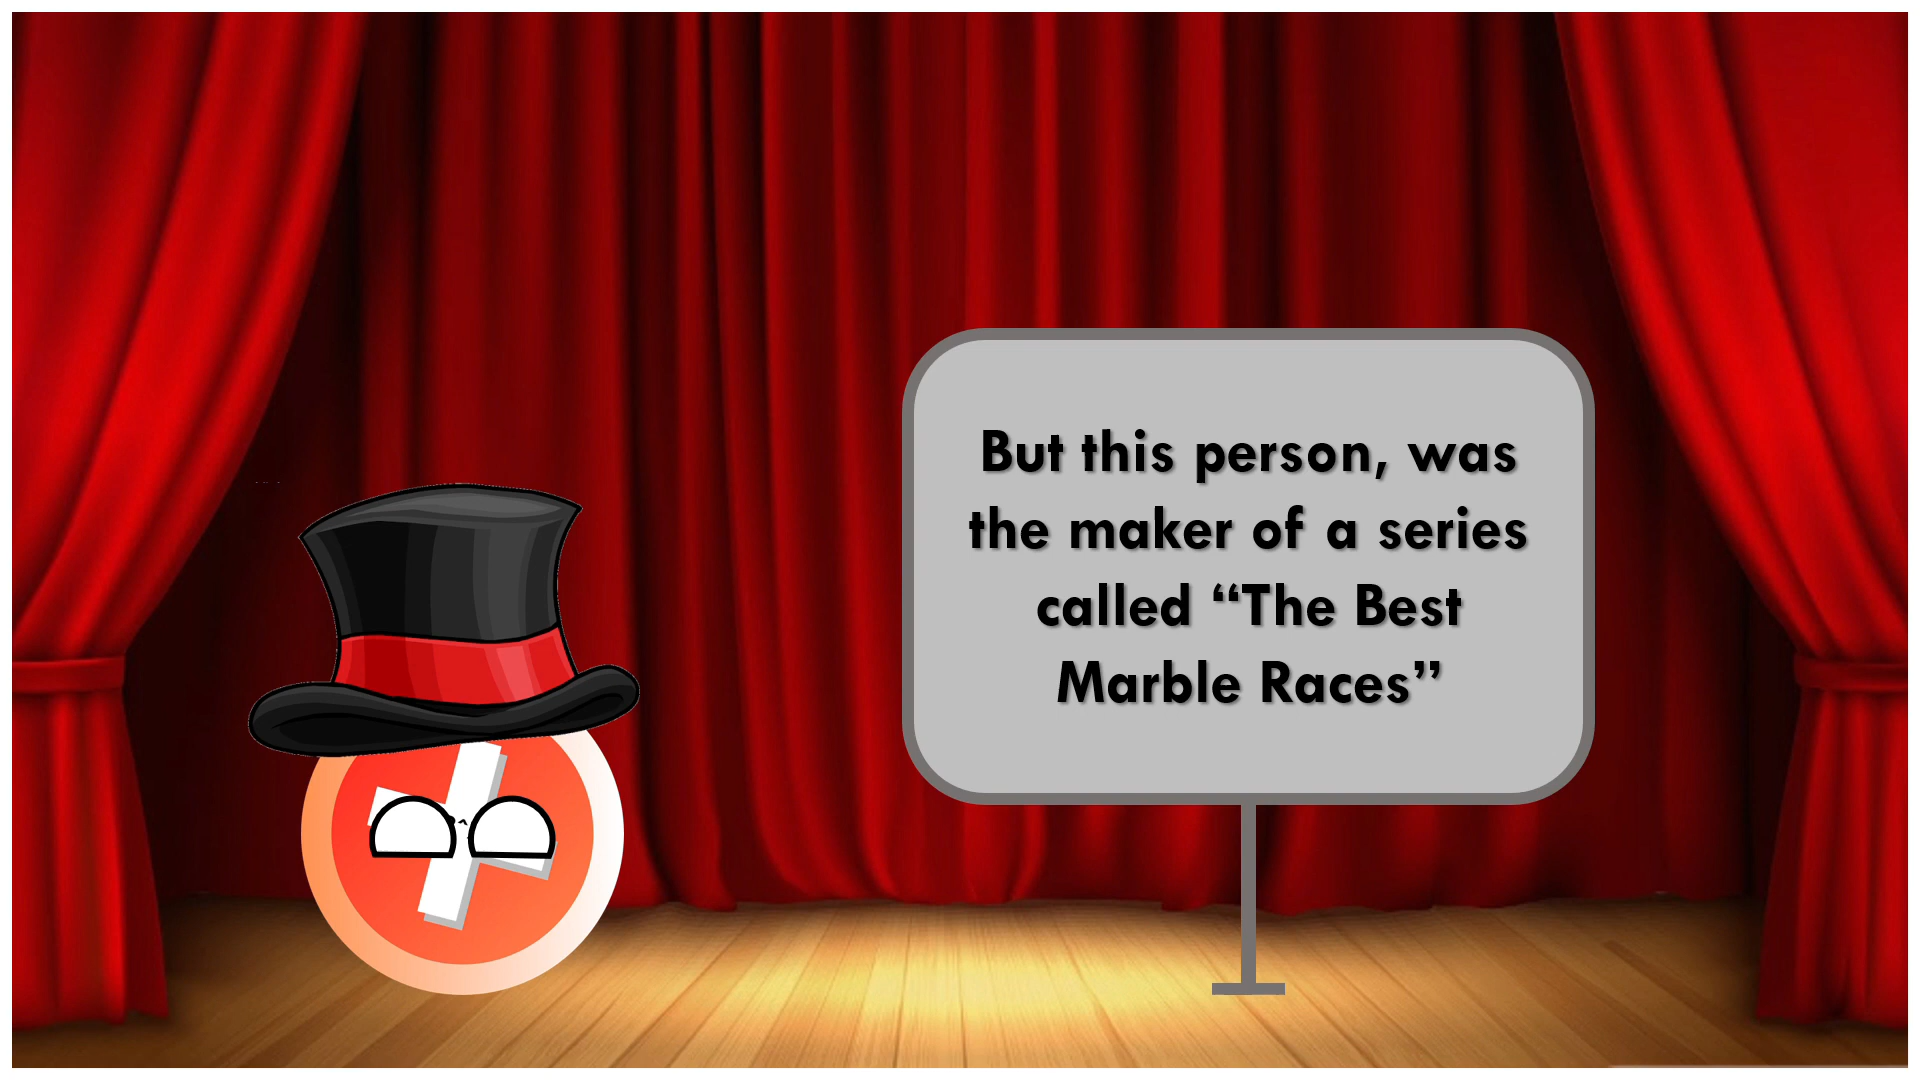 But this person, was
the maker of a series
called “The Best
Marble Races”